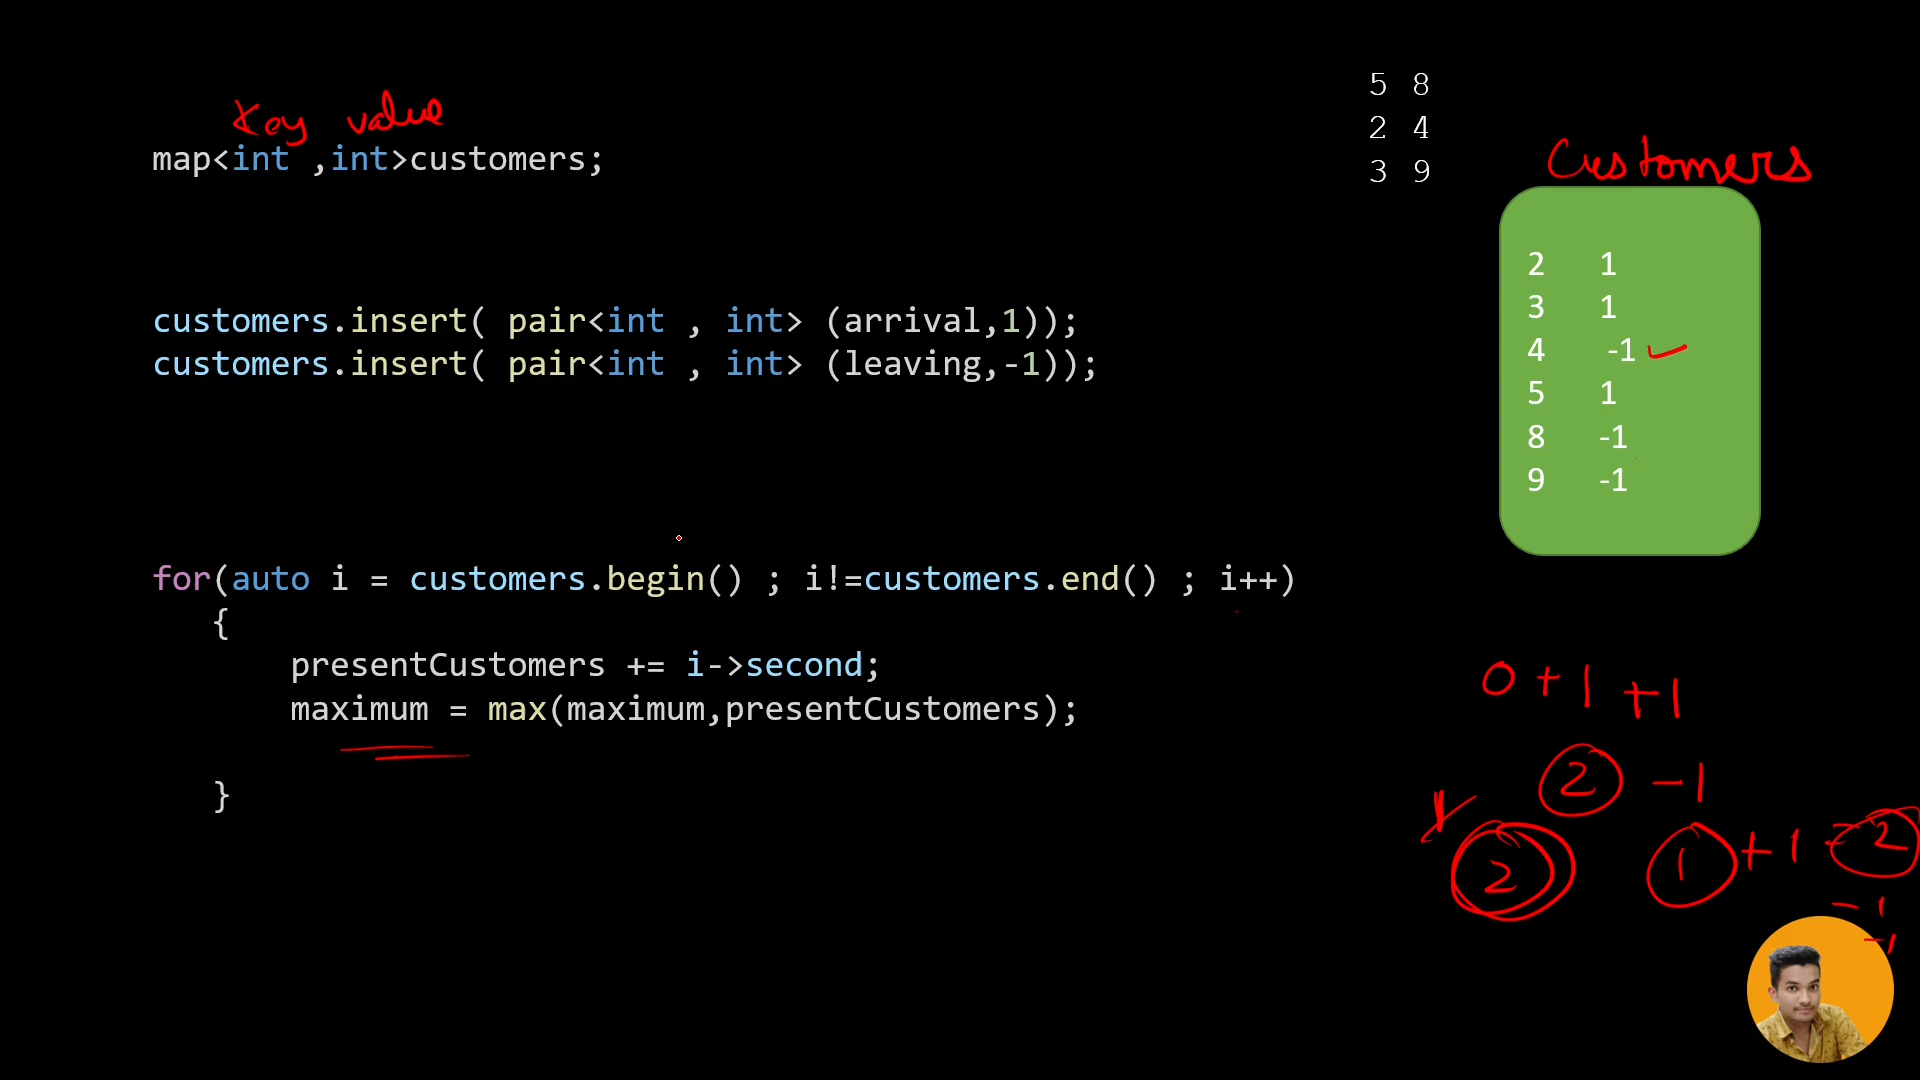 Key value
map<int ,int>customers;
customers.insert( pair<int , int> (arrival,1));
customers.insert( pair<int , int> (leaving,-1));
for(auto i = customers.begin() ; i!=customers.end() ; i++)
{
presentCustomers += i->second;
maximum = max(maximum,presentCustomers);
}
5 8
2 4
3 9
Customers
2 1
3 1
4 -1
5 1
8 -1
9 -1
0 + 1 + 1
2 - 1
2 1 + 1 = 2
- 1
- 1